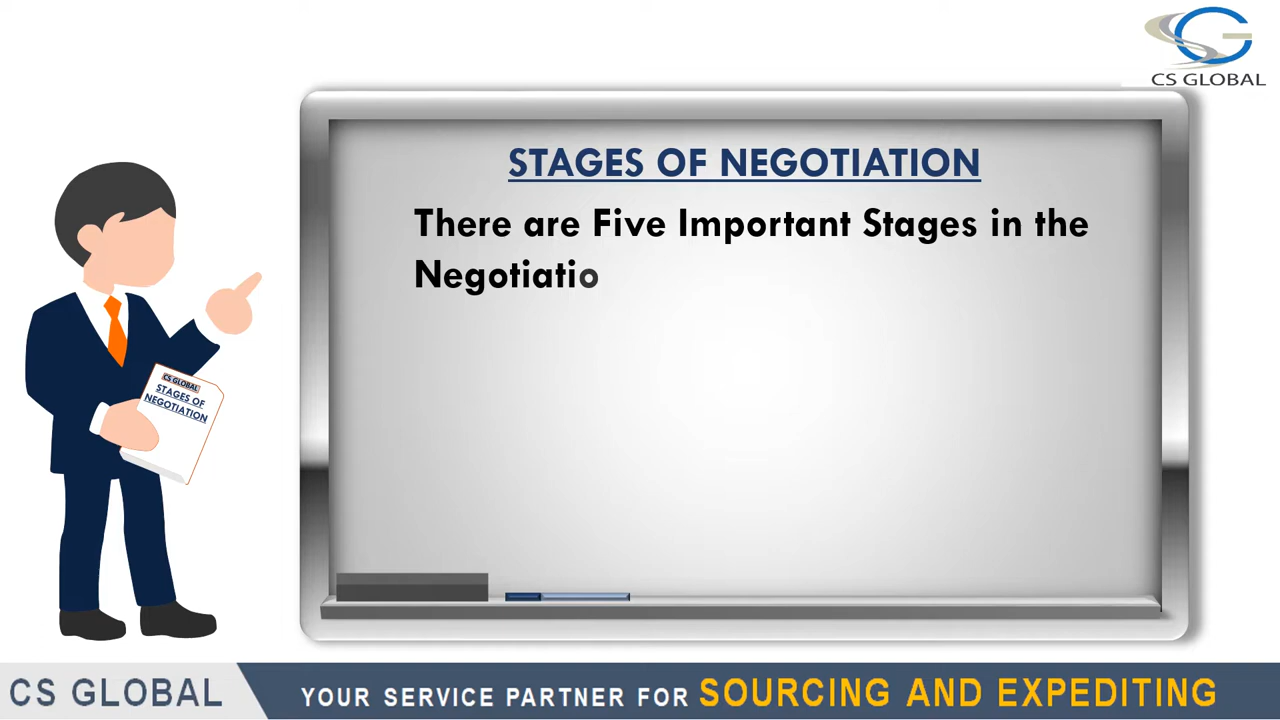 CS GLOBAL
STAGES OF NEGOTIATION
There are Five Important Stages in the
Negotiatio
CS GLOBAL
STAGES OF
NEGOTIATION
CS GLOBAL
YOUR SERVICE PARTNER FOR SOURCING AND EXPEDITING